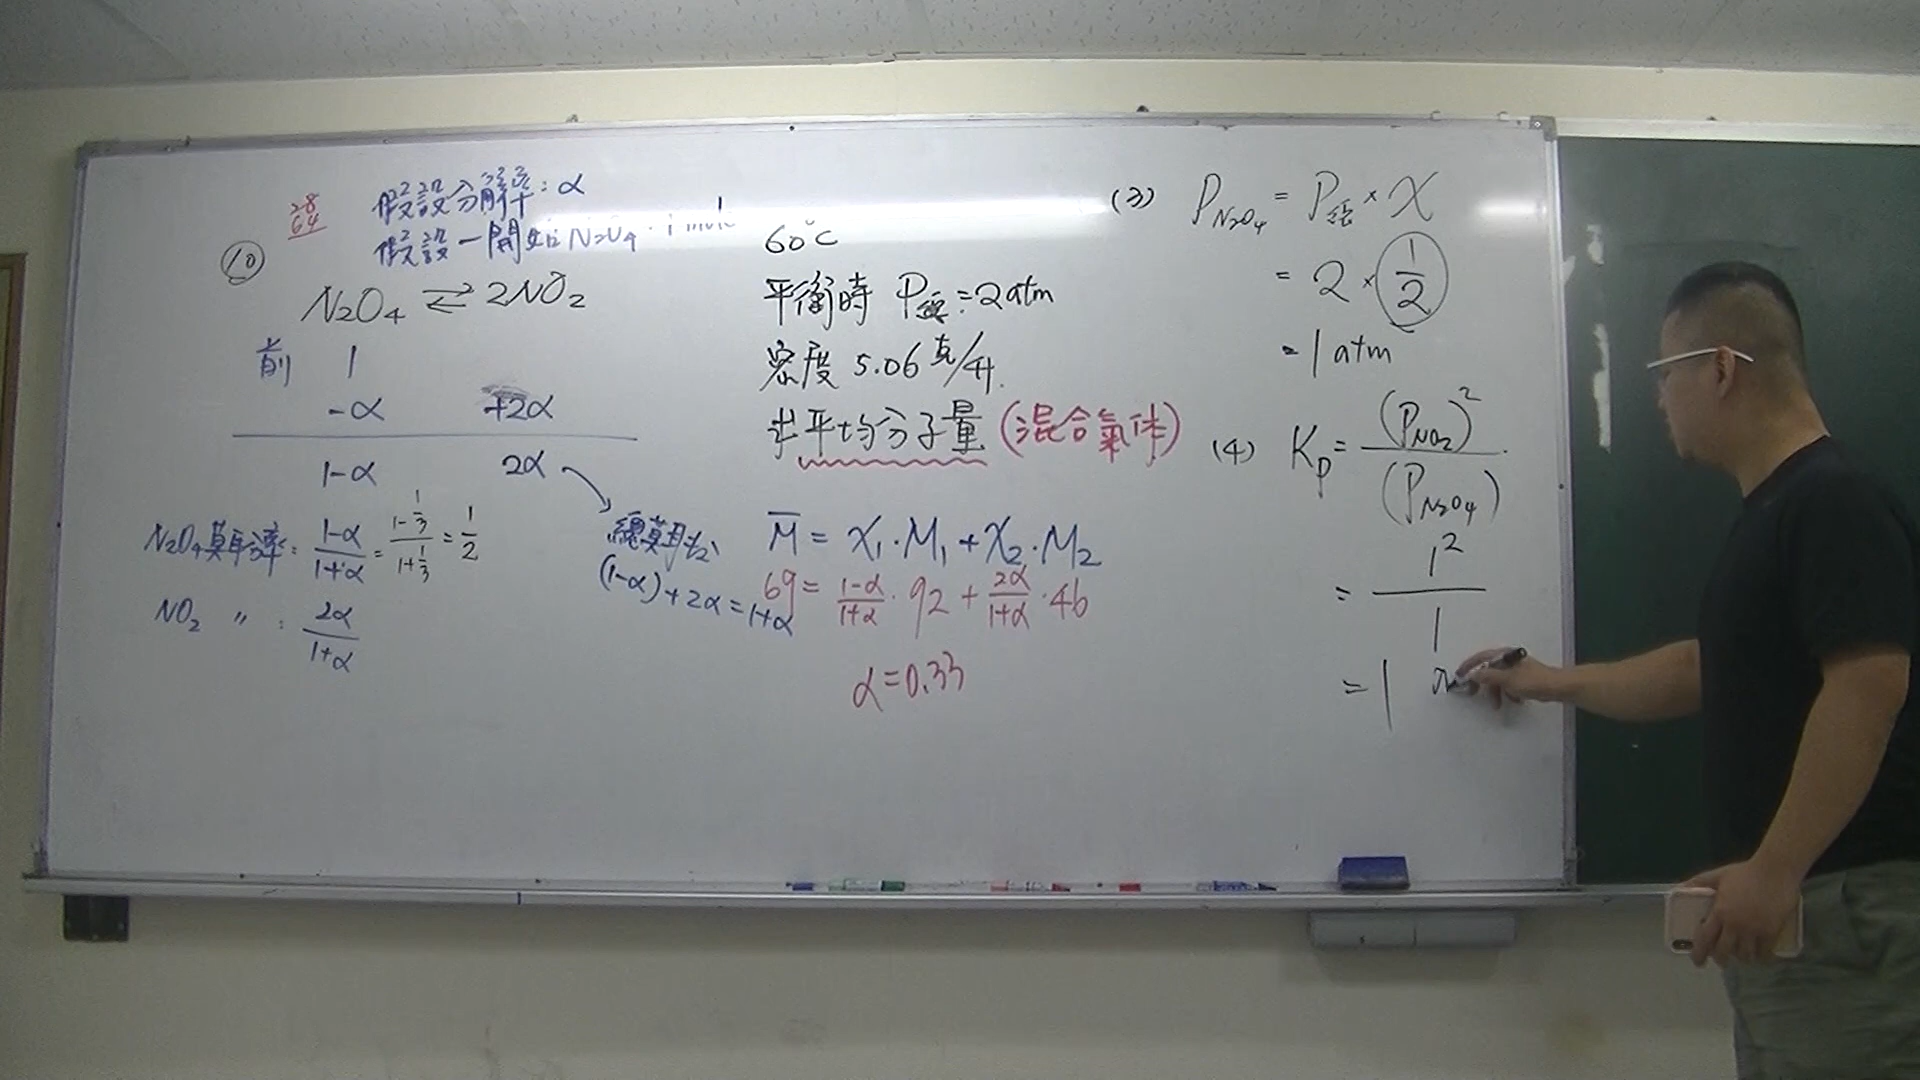 28
64
假設分解率：α
假設一開始 N₂O₄ · 1 mole
⑩
N₂O₄ ⇌ 2NO₂
前 1
-α +2α
1-α 2α
N₂O₄莫耳分率： (1-α)/(1+α) = (1-1/3)/(1+1/3) = 1/2
NO₂ 〃 : 2α/(1+α)
總莫耳
(1-α)+2α=1+α
60°C
平衡時 P總=2atm
密度 5.06 克/升
平均分子量 (混合氣体)
M̄ = X₁·M₁+X₂·M₂
69 = (1-α)/(1+α) · 92 + 2α/(1+α) · 46
α=0.33
(3) P_N₂O₄ = P總 × X
= 2 × 1/2
= 1 atm
(4) Kp = (P_NO₂)² / (P_N₂O₄)
= 1² / 1
= 1